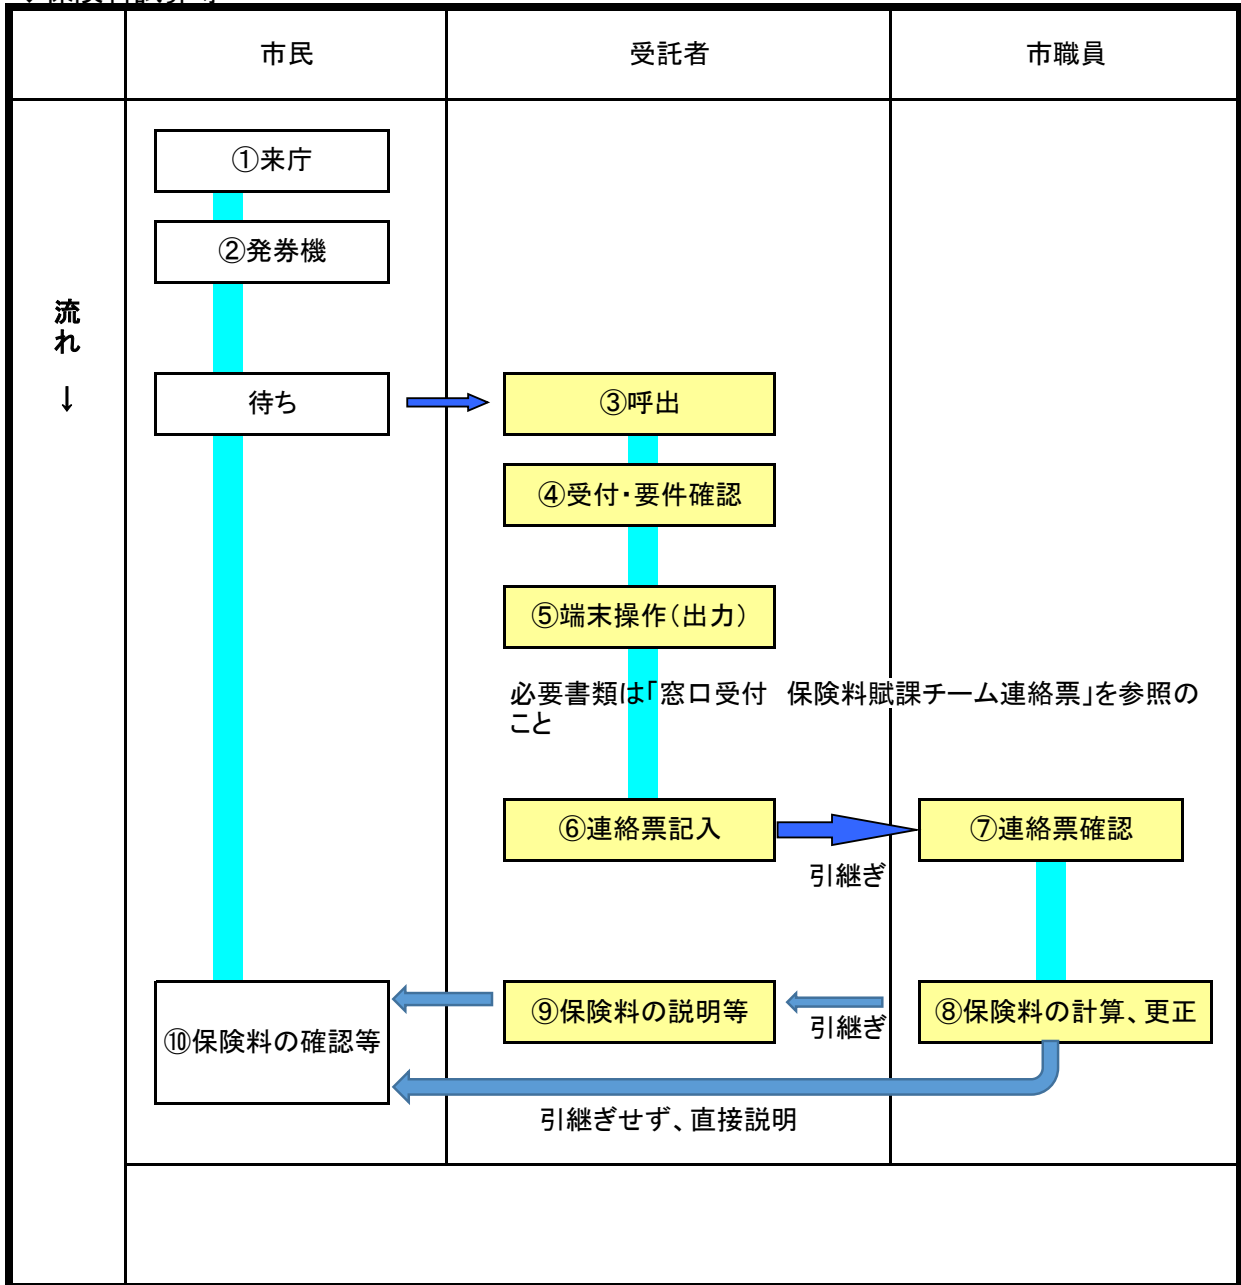 市民
受託者
市職員
①来庁
②発券機
流れ
↓
待ち
③呼出
④受付・要件確認
⑤端末操作（出力）
必要書類は「窓口受付　保険料賦課チーム連絡票」を参照の
こと
⑥連絡票記入
⑦連絡票確認
引継ぎ
⑨保険料の説明等
⑧保険料の計算、更正
引継ぎ
⑩保険料の確認等
引継ぎせず、直接説明